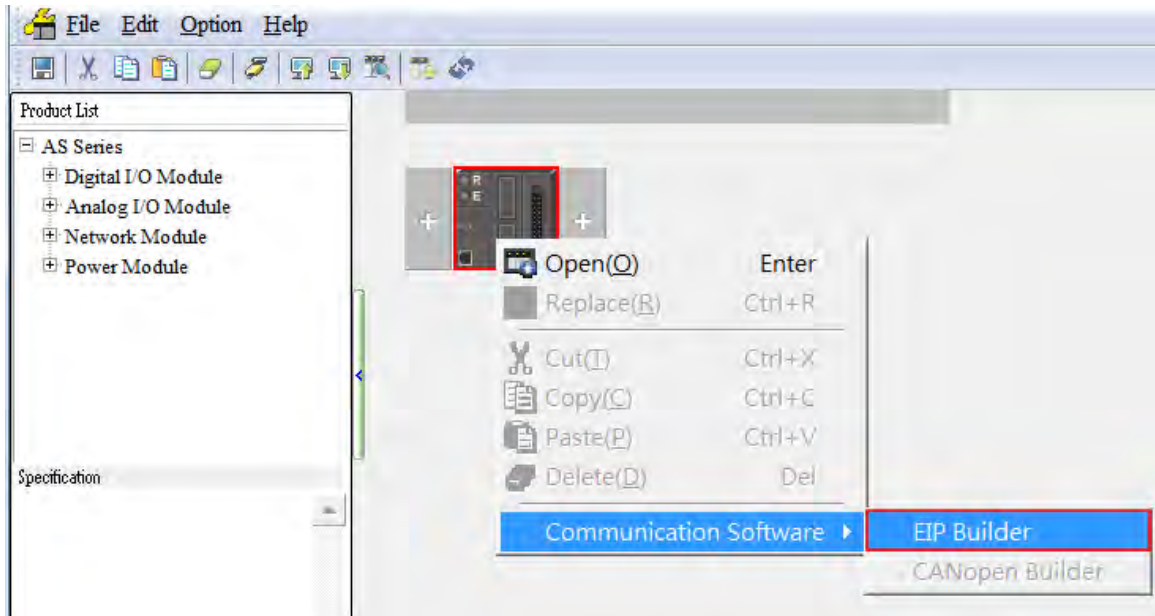 File Edit Option Help
Product List
AS Series
Digital I/O Module
Analog I/O Module
Network Module
Power Module
R
E
Open(O) Enter
Replace(R) Ctrl+R
Cut(T) Ctrl+X
Copy(C) Ctrl+C
Paste(P) Ctrl+V
Delete(D) Del
Specification
Communication Software EIP Builder
CANopen Builder